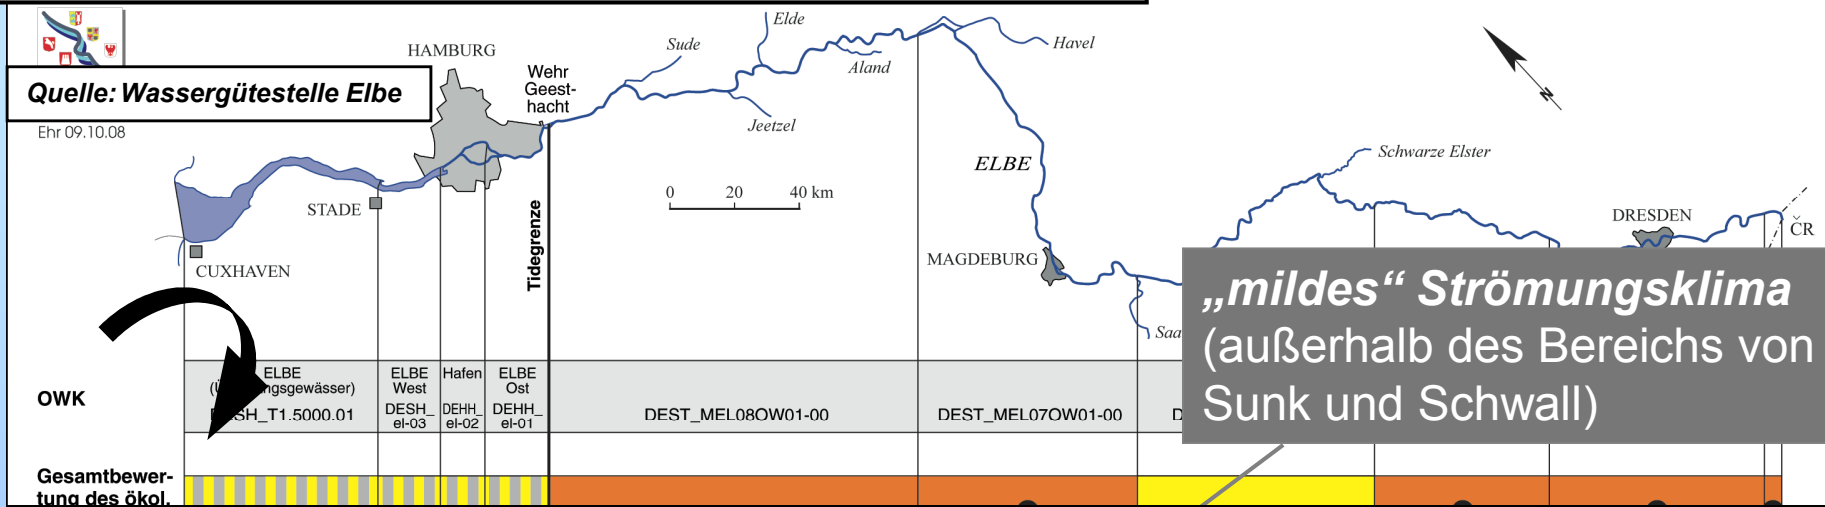 Quelle: Wassergütestelle Elbe
Ehr 09.10.08
HAMBURG
Sude
Elde
Aland
Havel
Jeetzel
Wehr
Geest-
hacht
Tidegrenze
STADE
CUXHAVEN
0 20 40 km
ELBE
MAGDEBURG
Saa
Schwarze Elster
DRESDEN
ČR
N
„mildes“ Strömungsklima
(außerhalb des Bereichs von
Sunk und Schwall)
OWK
ELBE
ngsgewässer)
SH_T1.5000.01
ELBE
West
DESH_
el-03
Hafen
DEHH_
el-02
ELBE
Ost
DEHH_
el-01
DEST_MEL08OW01-00
DEST_MEL07OW01-00
D
Gesamtbewer-
tung des ökol.